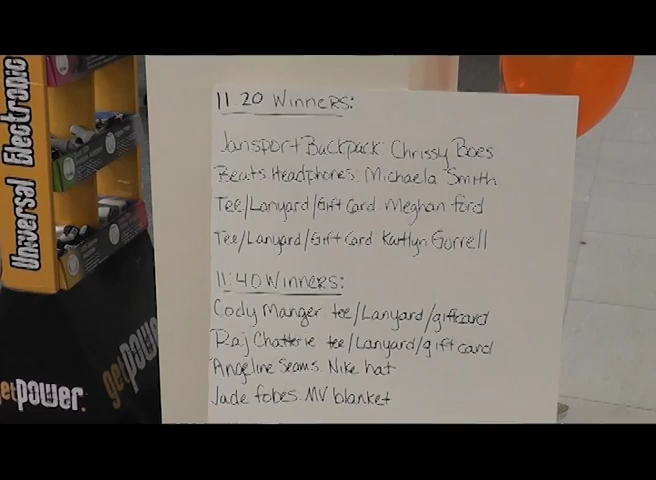 Universal Electronic
11:20 Winners:
Jansport Backpack: Chrissy Boes
Beats Headphones: Michaela Smith
Tee/Lanyard/Gift Card Meghan ford
Tee/Lanyard/Gift Card Kaitlyn Gorrell
11:40 Winners:
Cody Manger tee/Lanyard/giftcard
Raj Chatterie tee/Lanyard/gift card
Angeline Seams: Nike hat
Jade fobes: MV blanket
getpower.
getpow